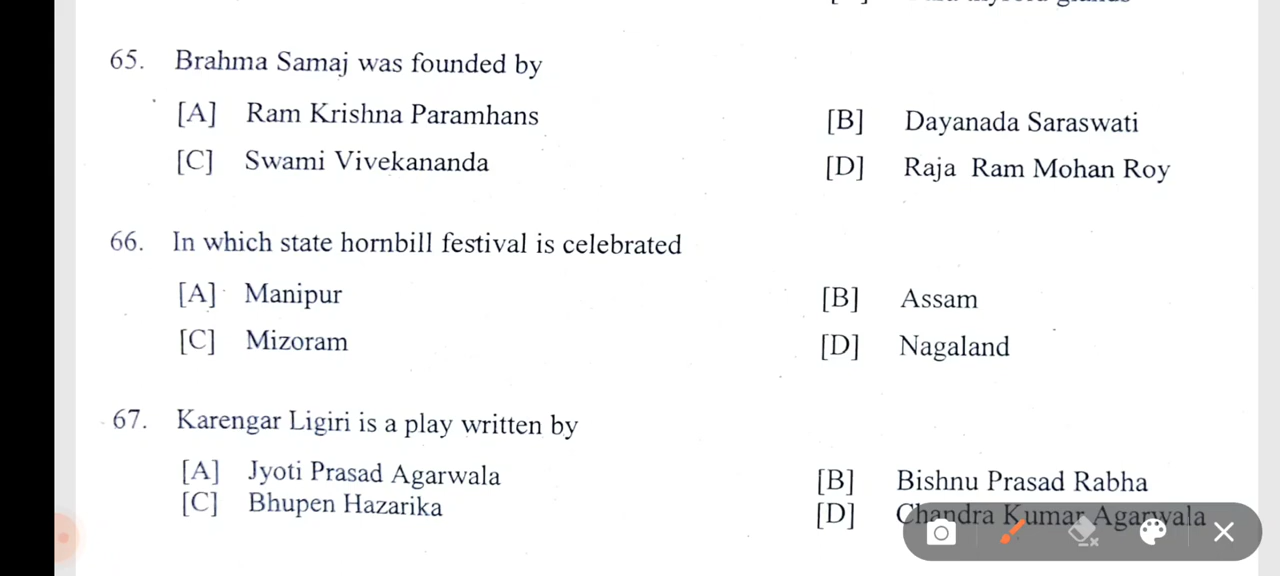 65. Brahma Samaj was founded by
[A] Ram Krishna Paramhans [B] Dayanada Saraswati
[C] Swami Vivekananda [D] Raja Ram Mohan Roy
66. In which state hornbill festival is celebrated
[A] Manipur [B] Assam
[C] Mizoram [D] Nagaland
67. Karengar Ligiri is a play written by
[A] Jyoti Prasad Agarwala [B] Bishnu Prasad Rabha
[C] Bhupen Hazarika [D] Chandra Kumar Agarwala